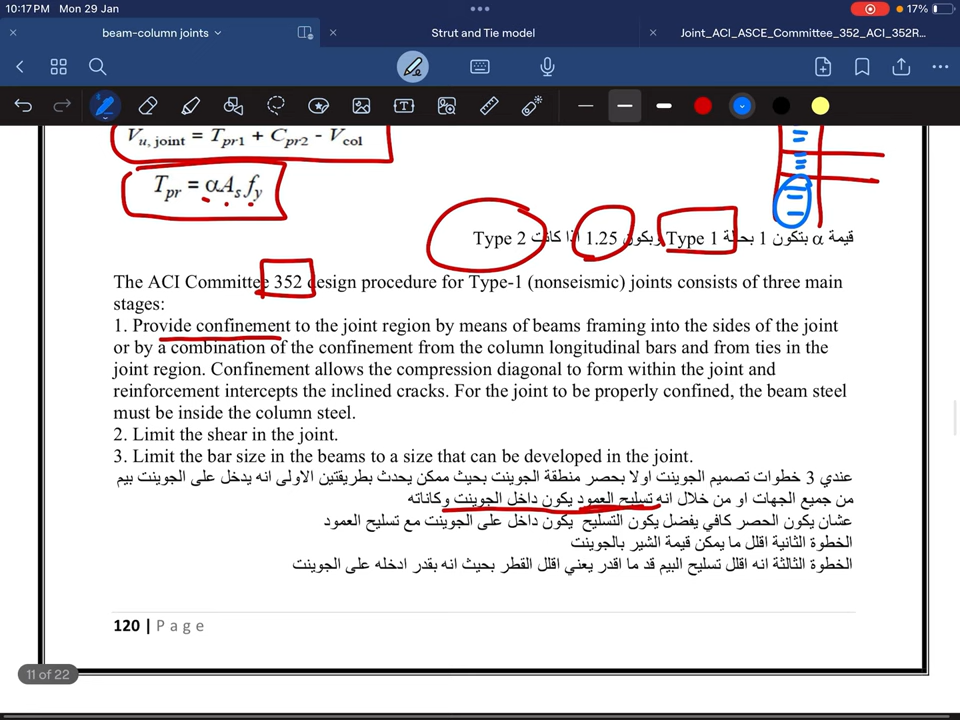 10:17 PM Mon 29 Jan
17%
beam-column joints
Strut and Tie model
Joint_ACI_ASCE_Committee_352_ACI_352R...
Vu, joint = Tpr1 + Cpr2 - Vcol
Tpr = αAs fy
قيمة α بتكون 1 بحالة Type 1 وبكون 1.25 اذا كانت Type 2
The ACI Committee 352 design procedure for Type-1 (nonseismic) joints consists of three main
stages:
1. Provide confinement to the joint region by means of beams framing into the sides of the joint
or by a combination of the confinement from the column longitudinal bars and from ties in the
joint region. Confinement allows the compression diagonal to form within the joint and
reinforcement intercepts the inclined cracks. For the joint to be properly confined, the beam steel
must be inside the column steel.
2. Limit the shear in the joint.
3. Limit the bar size in the beams to a size that can be developed in the joint.
عندي 3 خطوات تصميم الجوينت اولا بحصر منطقة الجوينت بحيث ممكن يحدث بطريقتين الاولى انه يدخل على الجوينت بيم
من جميع الجهات او من خلال انه تسليح العمود يكون داخل الجوينت وكاناته
عشان يكون الحصر كافي يفضل يكون التسليح يكون داخل على الجوينت مع تسليح العمود
الخطوة الثانية اقلل ما يمكن قيمة الشير بالجوينت
الخطوة الثالثة انه اقلل تسليح البيم قد ما اقدر يعني اقلل القطر بحيث انه بقدر ادخله على الجوينت
120 | Page
11 of 22